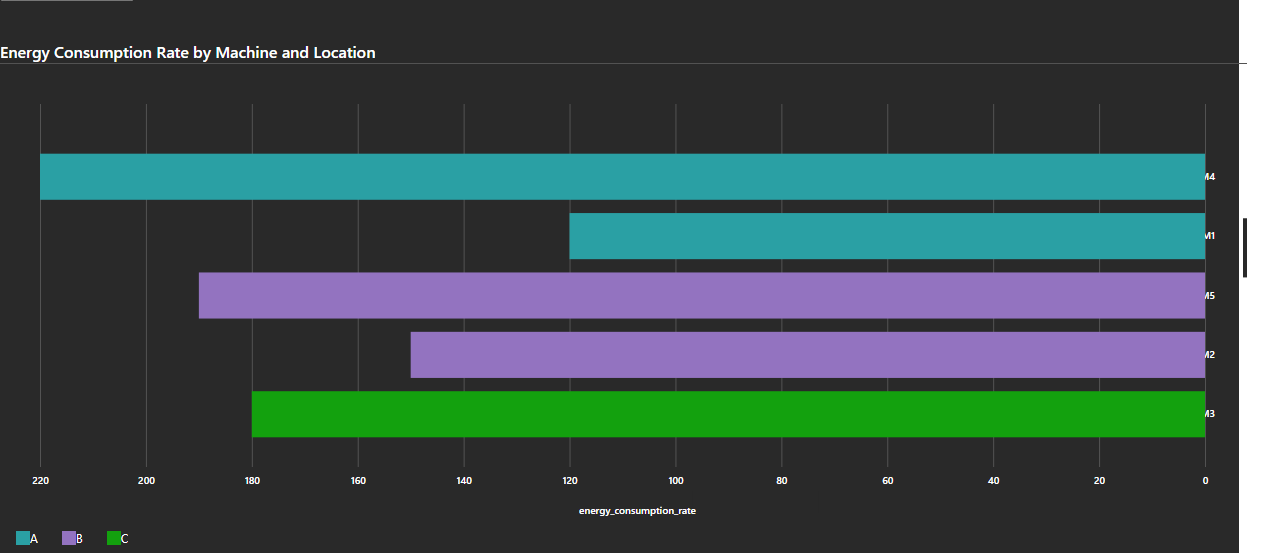 Energy Consumption Rate by Machine and Location
M4
M1
M5
M2
M3
220 200 180 160 140 120 100 80 60 40 20 0
energy_consumption_rate
A B C